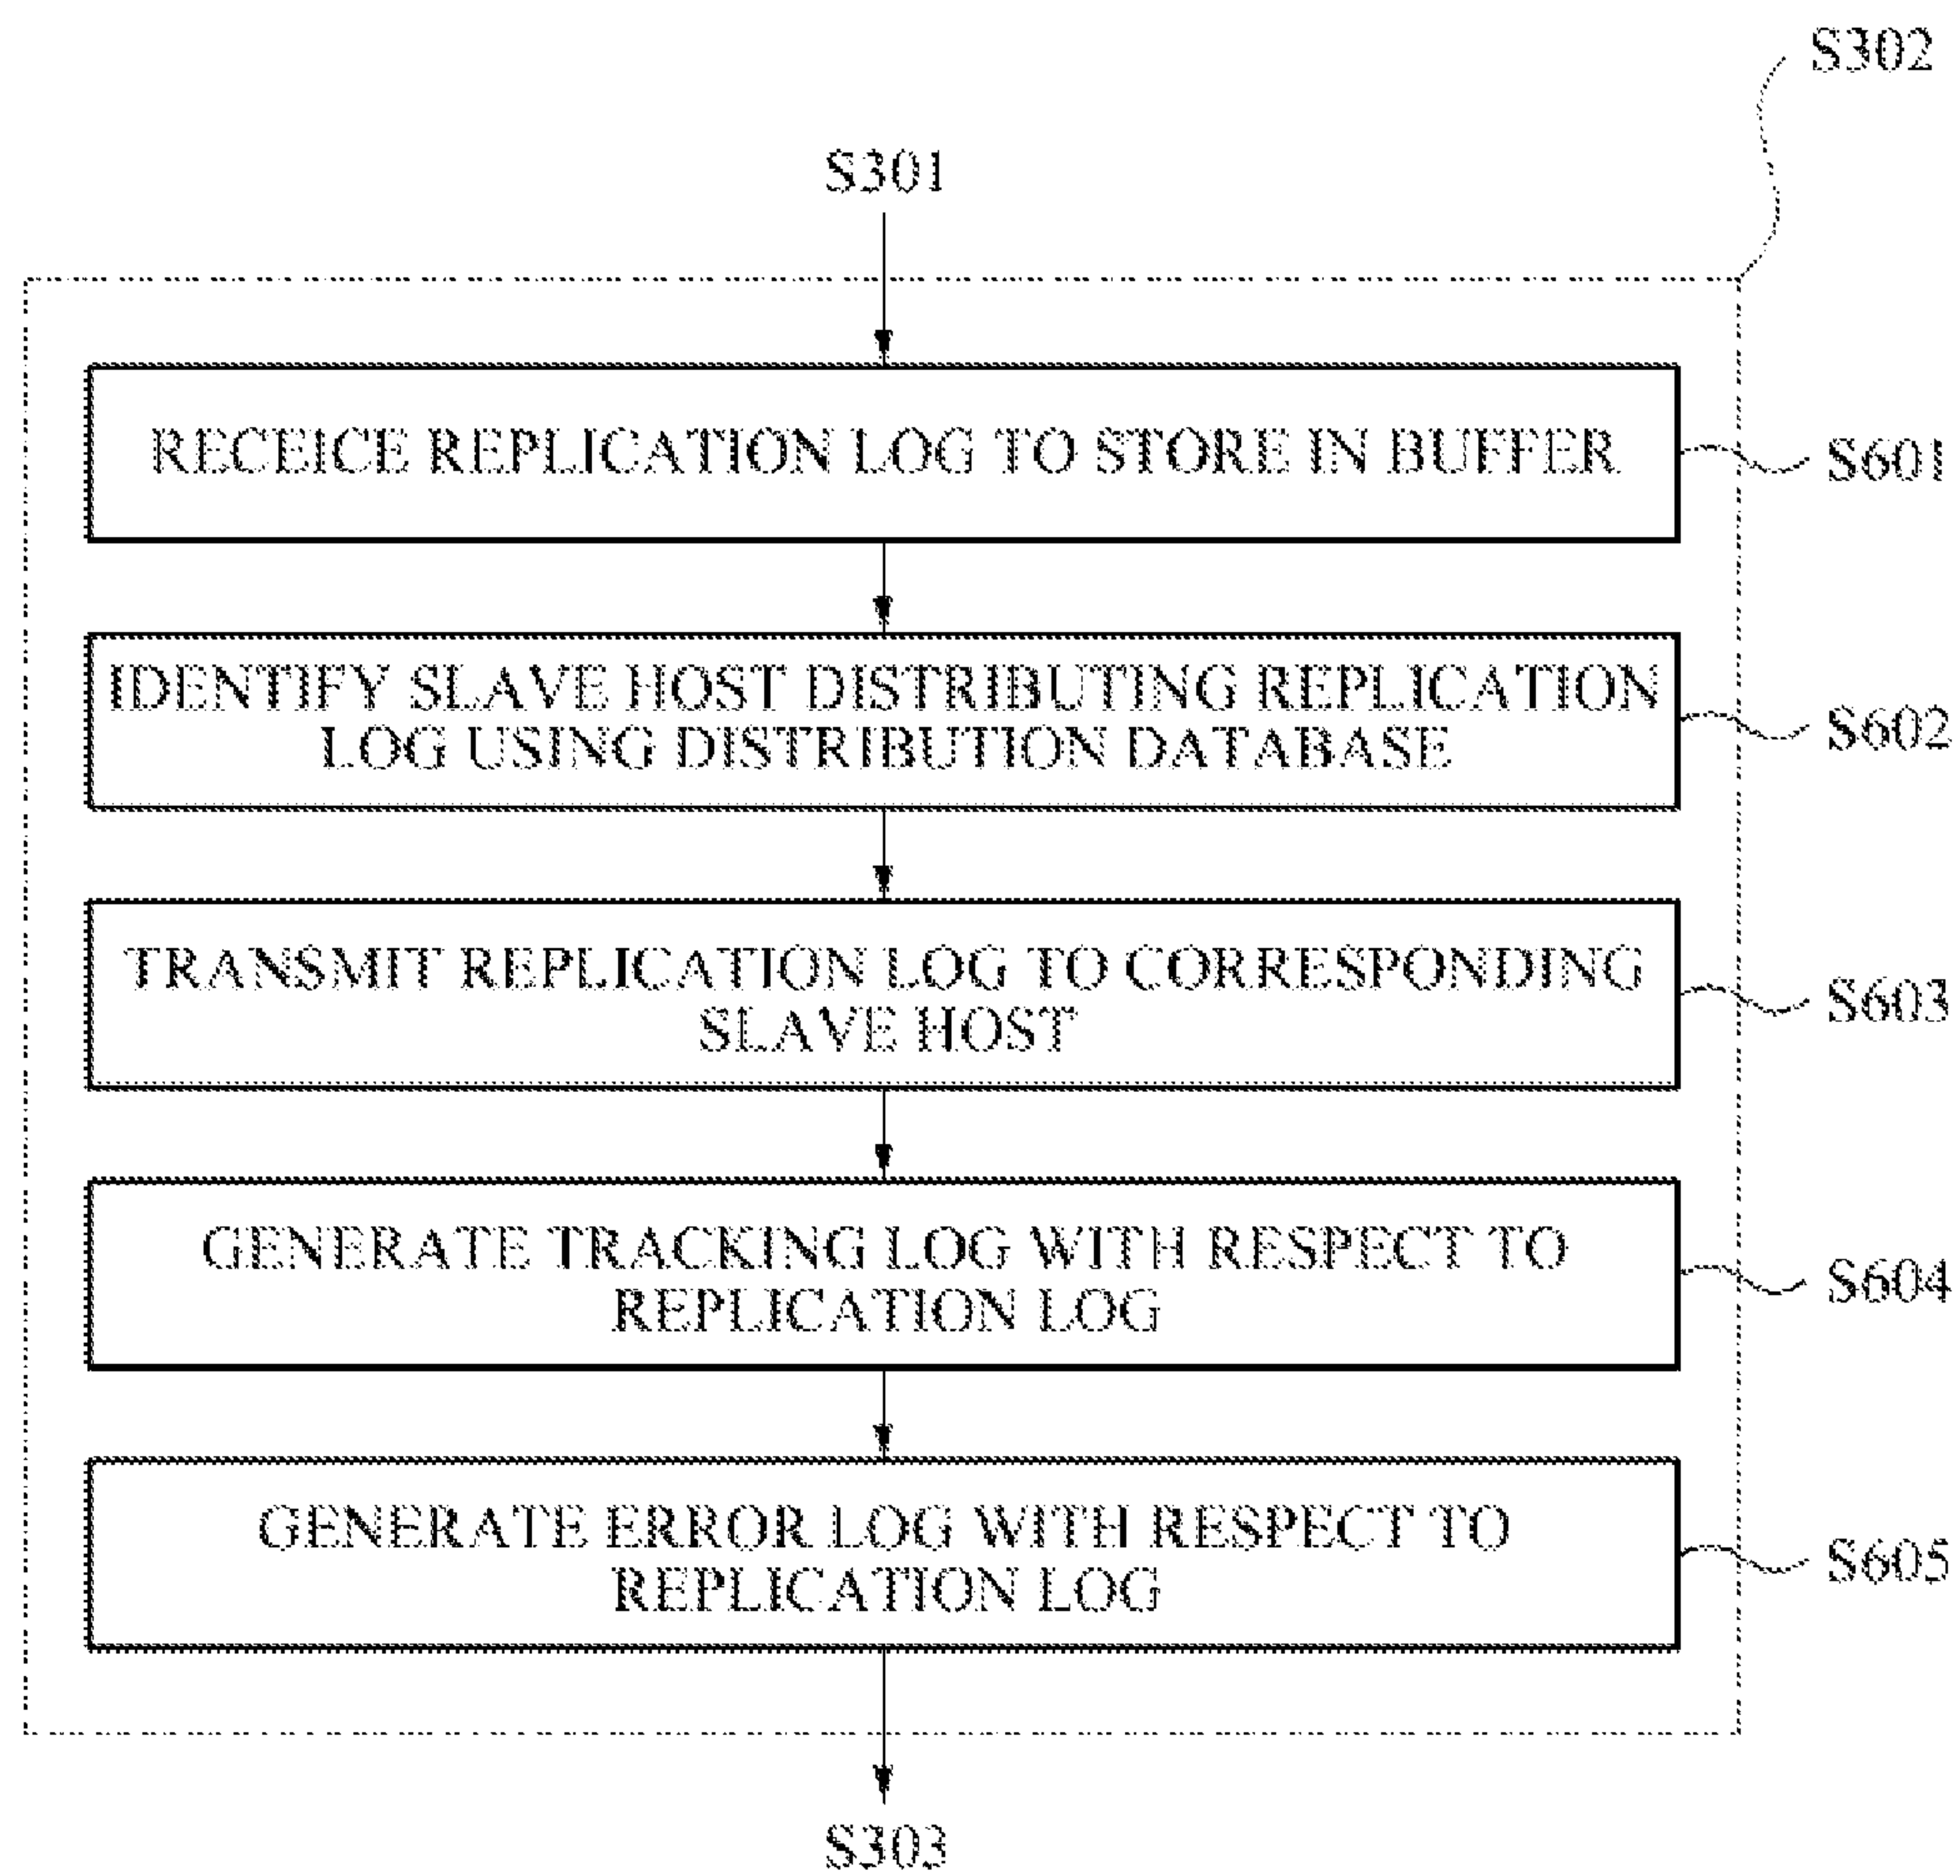 S302
S301
RECEICE REPLICATION LOG TO STORE IN BUFFER
S601
IDENTIFY SLAVE HOST DISTRIBUTING REPLICATION
LOG USING DISTRIBUTION DATABASE
S602
TRANSMIT REPLICATION LOG TO CORRESPONDING
SLAVE HOST
S603
GENERATE TRACKING LOG WITH RESPECT TO
REPLICATION LOG
S604
GENERATE ERROR LOG WITH RESPECT TO
REPLICATION LOG
S605
S303